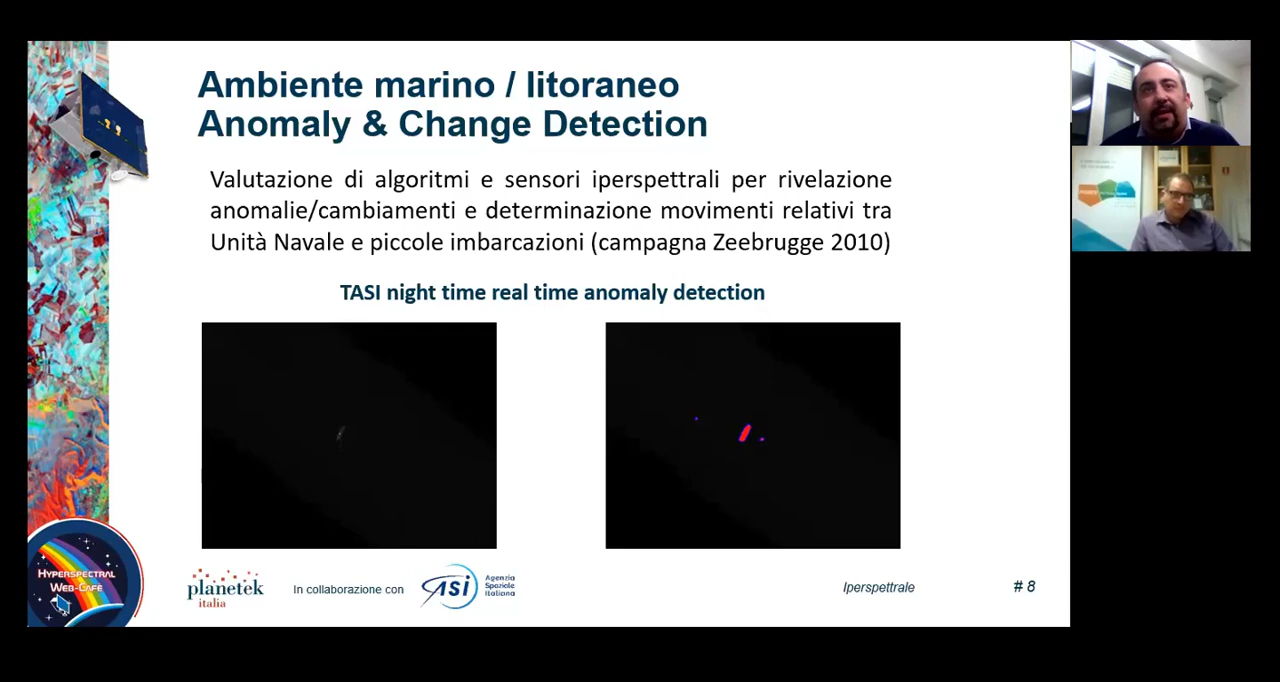 Ambiente marino / litoraneo
Anomaly & Change Detection
Valutazione di algoritmi e sensori iperspettrali per rivelazione
anomalie/cambiamenti e determinazione movimenti relativi tra
Unità Navale e piccole imbarcazioni (campagna Zeebrugge 2010)
TASI night time real time anomaly detection
HYPERSPECTRAL
WEB-CAFÈ
planetek
italia
In collaborazione con
ASI
Agenzia
Spaziale
Italiana
Iperspettrale
# 8